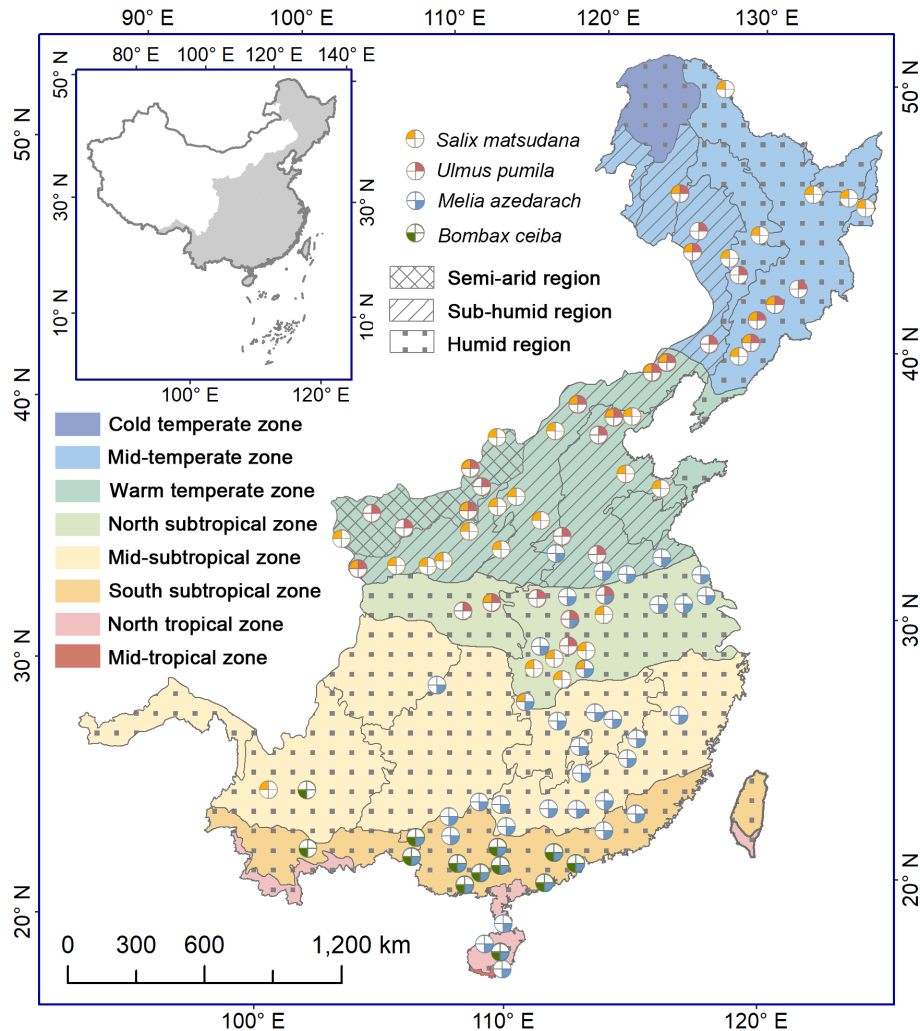 90° E 100° E 110° E 120° E 130° E
80° E 100° E 120° E 140° E
50° N
30° N
10° N
30° N
10° N
100° E 120° E
50° N
40° N
30° N
20° N
50° N
40° N
30° N
20° N
Salix matsudana
Ulmus pumila
Melia azedarach
Bombax ceiba
Semi-arid region
Sub-humid region
Humid region
Cold temperate zone
Mid-temperate zone
Warm temperate zone
North subtropical zone
Mid-subtropical zone
South subtropical zone
North tropical zone
Mid-tropical zone
0 300 600 1,200 km
100° E 110° E 120° E